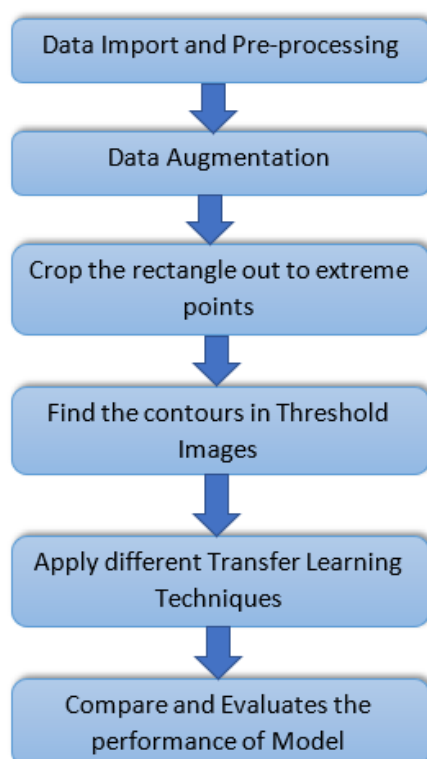 Data Import and Pre-processing
Data Augmentation
Crop the rectangle out to extreme
points
Find the contours in Threshold
Images
Apply different Transfer Learning
Techniques
Compare and Evaluates the
performance of Model